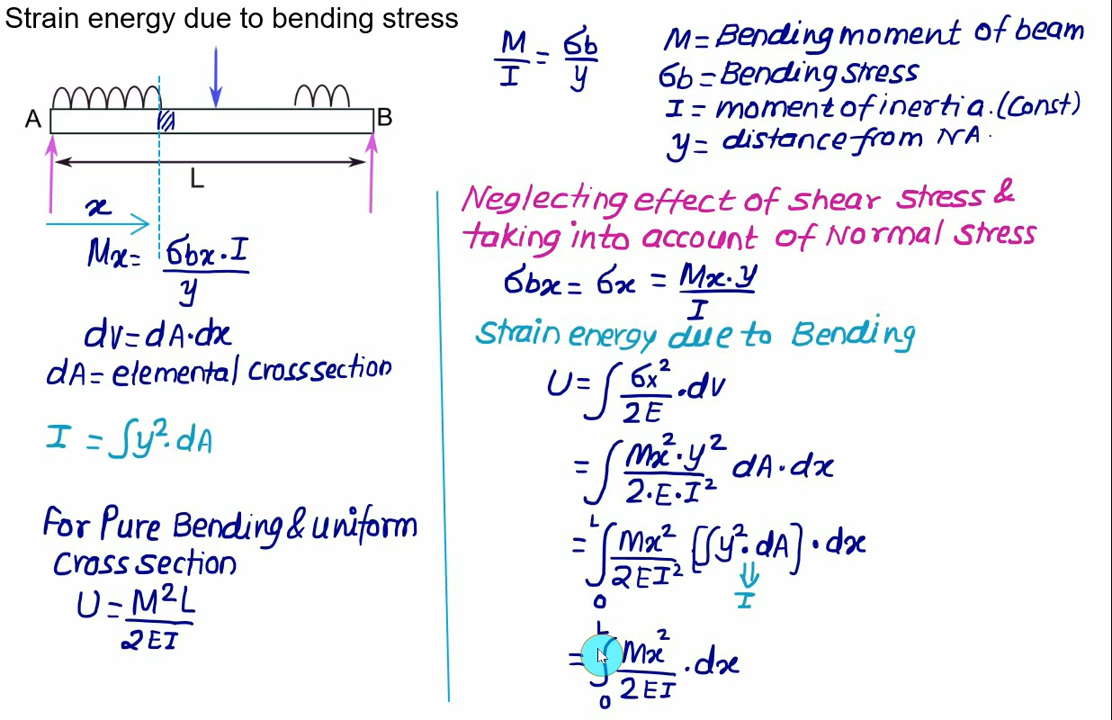 Strain energy due to bending stress
A
B
L
x
Mx = σbx·I / y
dv = dA·dx
dA = elemental crosssection
I = ∫y²·dA
For Pure Bending & uniform
Cross section
U = M²L / 2EI
M/I = σb/y
M = Bending moment of beam
σb = Bending stress
I = moment of inertia. (Const)
y = distance from NA.
Neglecting effect of shear stress &
taking into account of Normal stress
σbx = σx = Mx·y / I
Strain energy due to Bending
U = ∫ σx² / 2E ·dv
= ∫ Mx²·y² / 2·E·I² dA·dx
= ∫₀ᴸ Mx² / 2EI² [∫y²·dA]·dx
⇓
I
= ∫₀ᴸ Mx² / 2EI ·dx